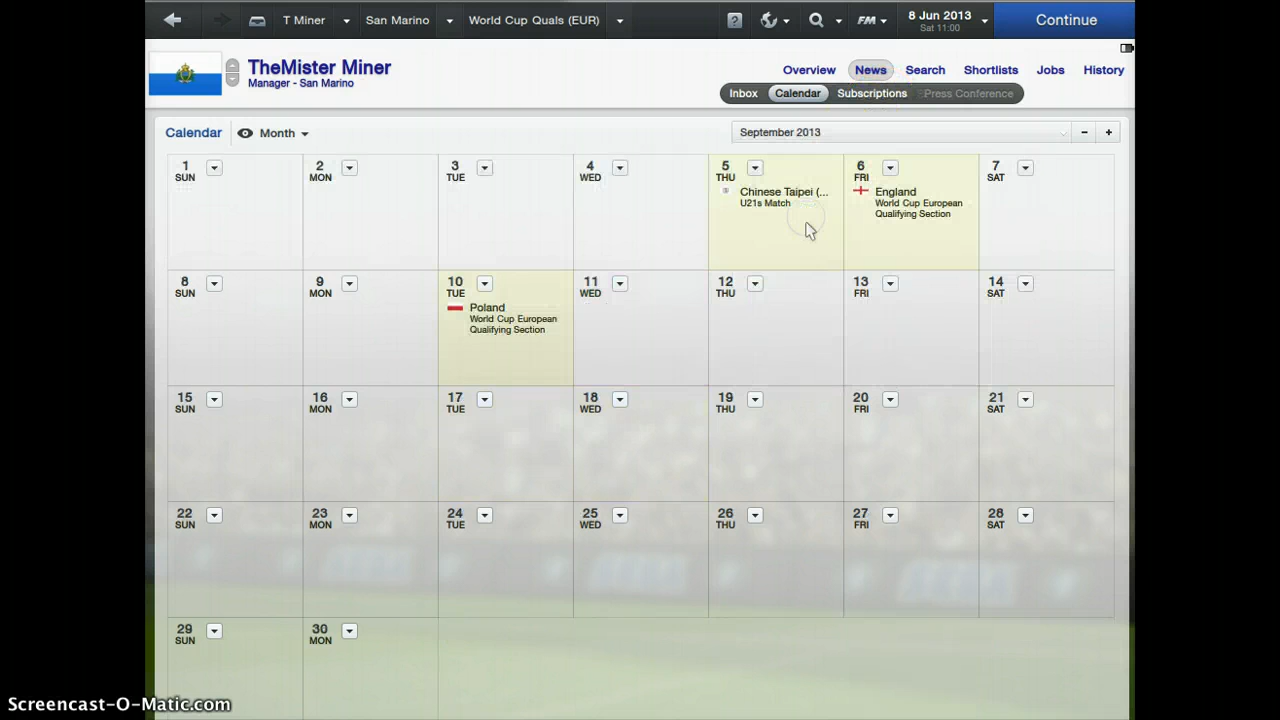 T Miner
San Marino
World Cup Quals (EUR)
?
FM
8 Jun 2013
Sat 11:00
Continue
TheMister Miner
Manager - San Marino
Overview
News
Search
Shortlists
Jobs
History
Inbox
Calendar
Subscriptions
Press Conference
Calendar
Month
September 2013
-
+
1
SUN
2
MON
3
TUE
4
WED
5
THU
Chinese Taipei (...
U21s Match
6
FRI
England
World Cup European
Qualifying Section
7
SAT
8
SUN
9
MON
10
TUE
Poland
World Cup European
Qualifying Section
11
WED
12
THU
13
FRI
14
SAT
15
SUN
16
MON
17
TUE
18
WED
19
THU
20
FRI
21
SAT
22
SUN
23
MON
24
TUE
25
WED
26
THU
27
FRI
28
SAT
29
SUN
30
MON
Screencast-O-Matic.com